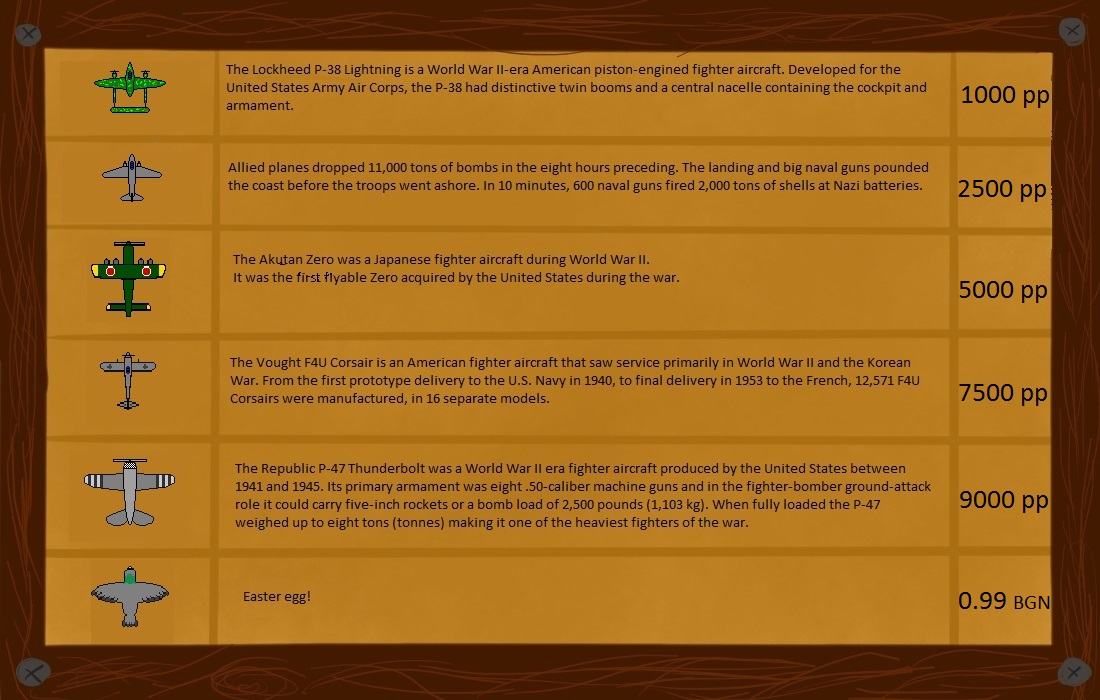 The Lockheed P-38 Lightning is a World War II-era American piston-engined fighter aircraft. Developed for the
United States Army Air Corps, the P-38 had distinctive twin booms and a central nacelle containing the cockpit and
armament.
1000 pp
Allied planes dropped 11,000 tons of bombs in the eight hours preceding. The landing and big naval guns pounded
the coast before the troops went ashore. In 10 minutes, 600 naval guns fired 2,000 tons of shells at Nazi batteries.
2500 pp
The Akutan Zero was a Japanese fighter aircraft during World War II.
It was the first flyable Zero acquired by the United States during the war.
5000 pp
The Vought F4U Corsair is an American fighter aircraft that saw service primarily in World War II and the Korean
War. From the first prototype delivery to the U.S. Navy in 1940, to final delivery in 1953 to the French, 12,571 F4U
Corsairs were manufactured, in 16 separate models.
7500 pp
The Republic P-47 Thunderbolt was a World War II era fighter aircraft produced by the United States between
1941 and 1945. Its primary armament was eight .50-caliber machine guns and in the fighter-bomber ground-attack
role it could carry five-inch rockets or a bomb load of 2,500 pounds (1,103 kg). When fully loaded the P-47
weighed up to eight tons (tonnes) making it one of the heaviest fighters of the war.
9000 pp
Easter egg!
0.99 BGN